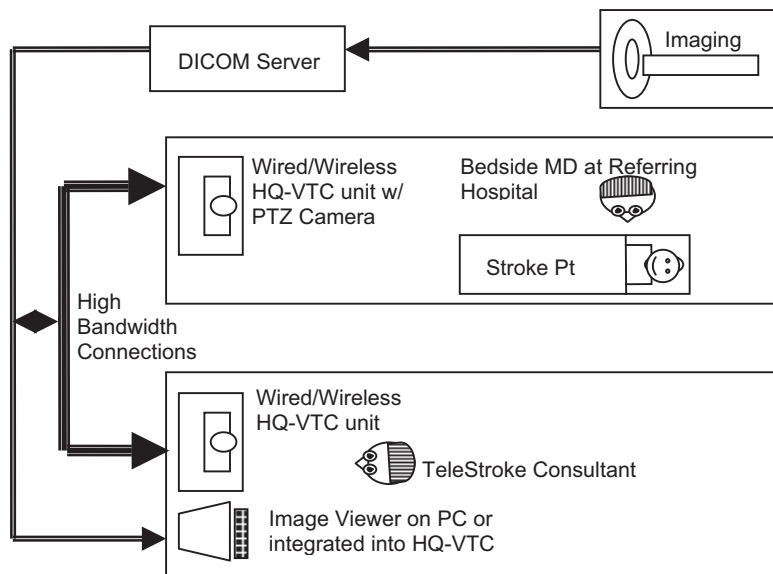 Imaging
DICOM Server
Wired/Wireless
HQ-VTC unit w/
PTZ Camera
Bedside MD at Referring
Hospital
Stroke Pt
High
Bandwidth
Connections
Wired/Wireless
HQ-VTC unit
TeleStroke Consultant
Image Viewer on PC or
integrated into HQ-VTC